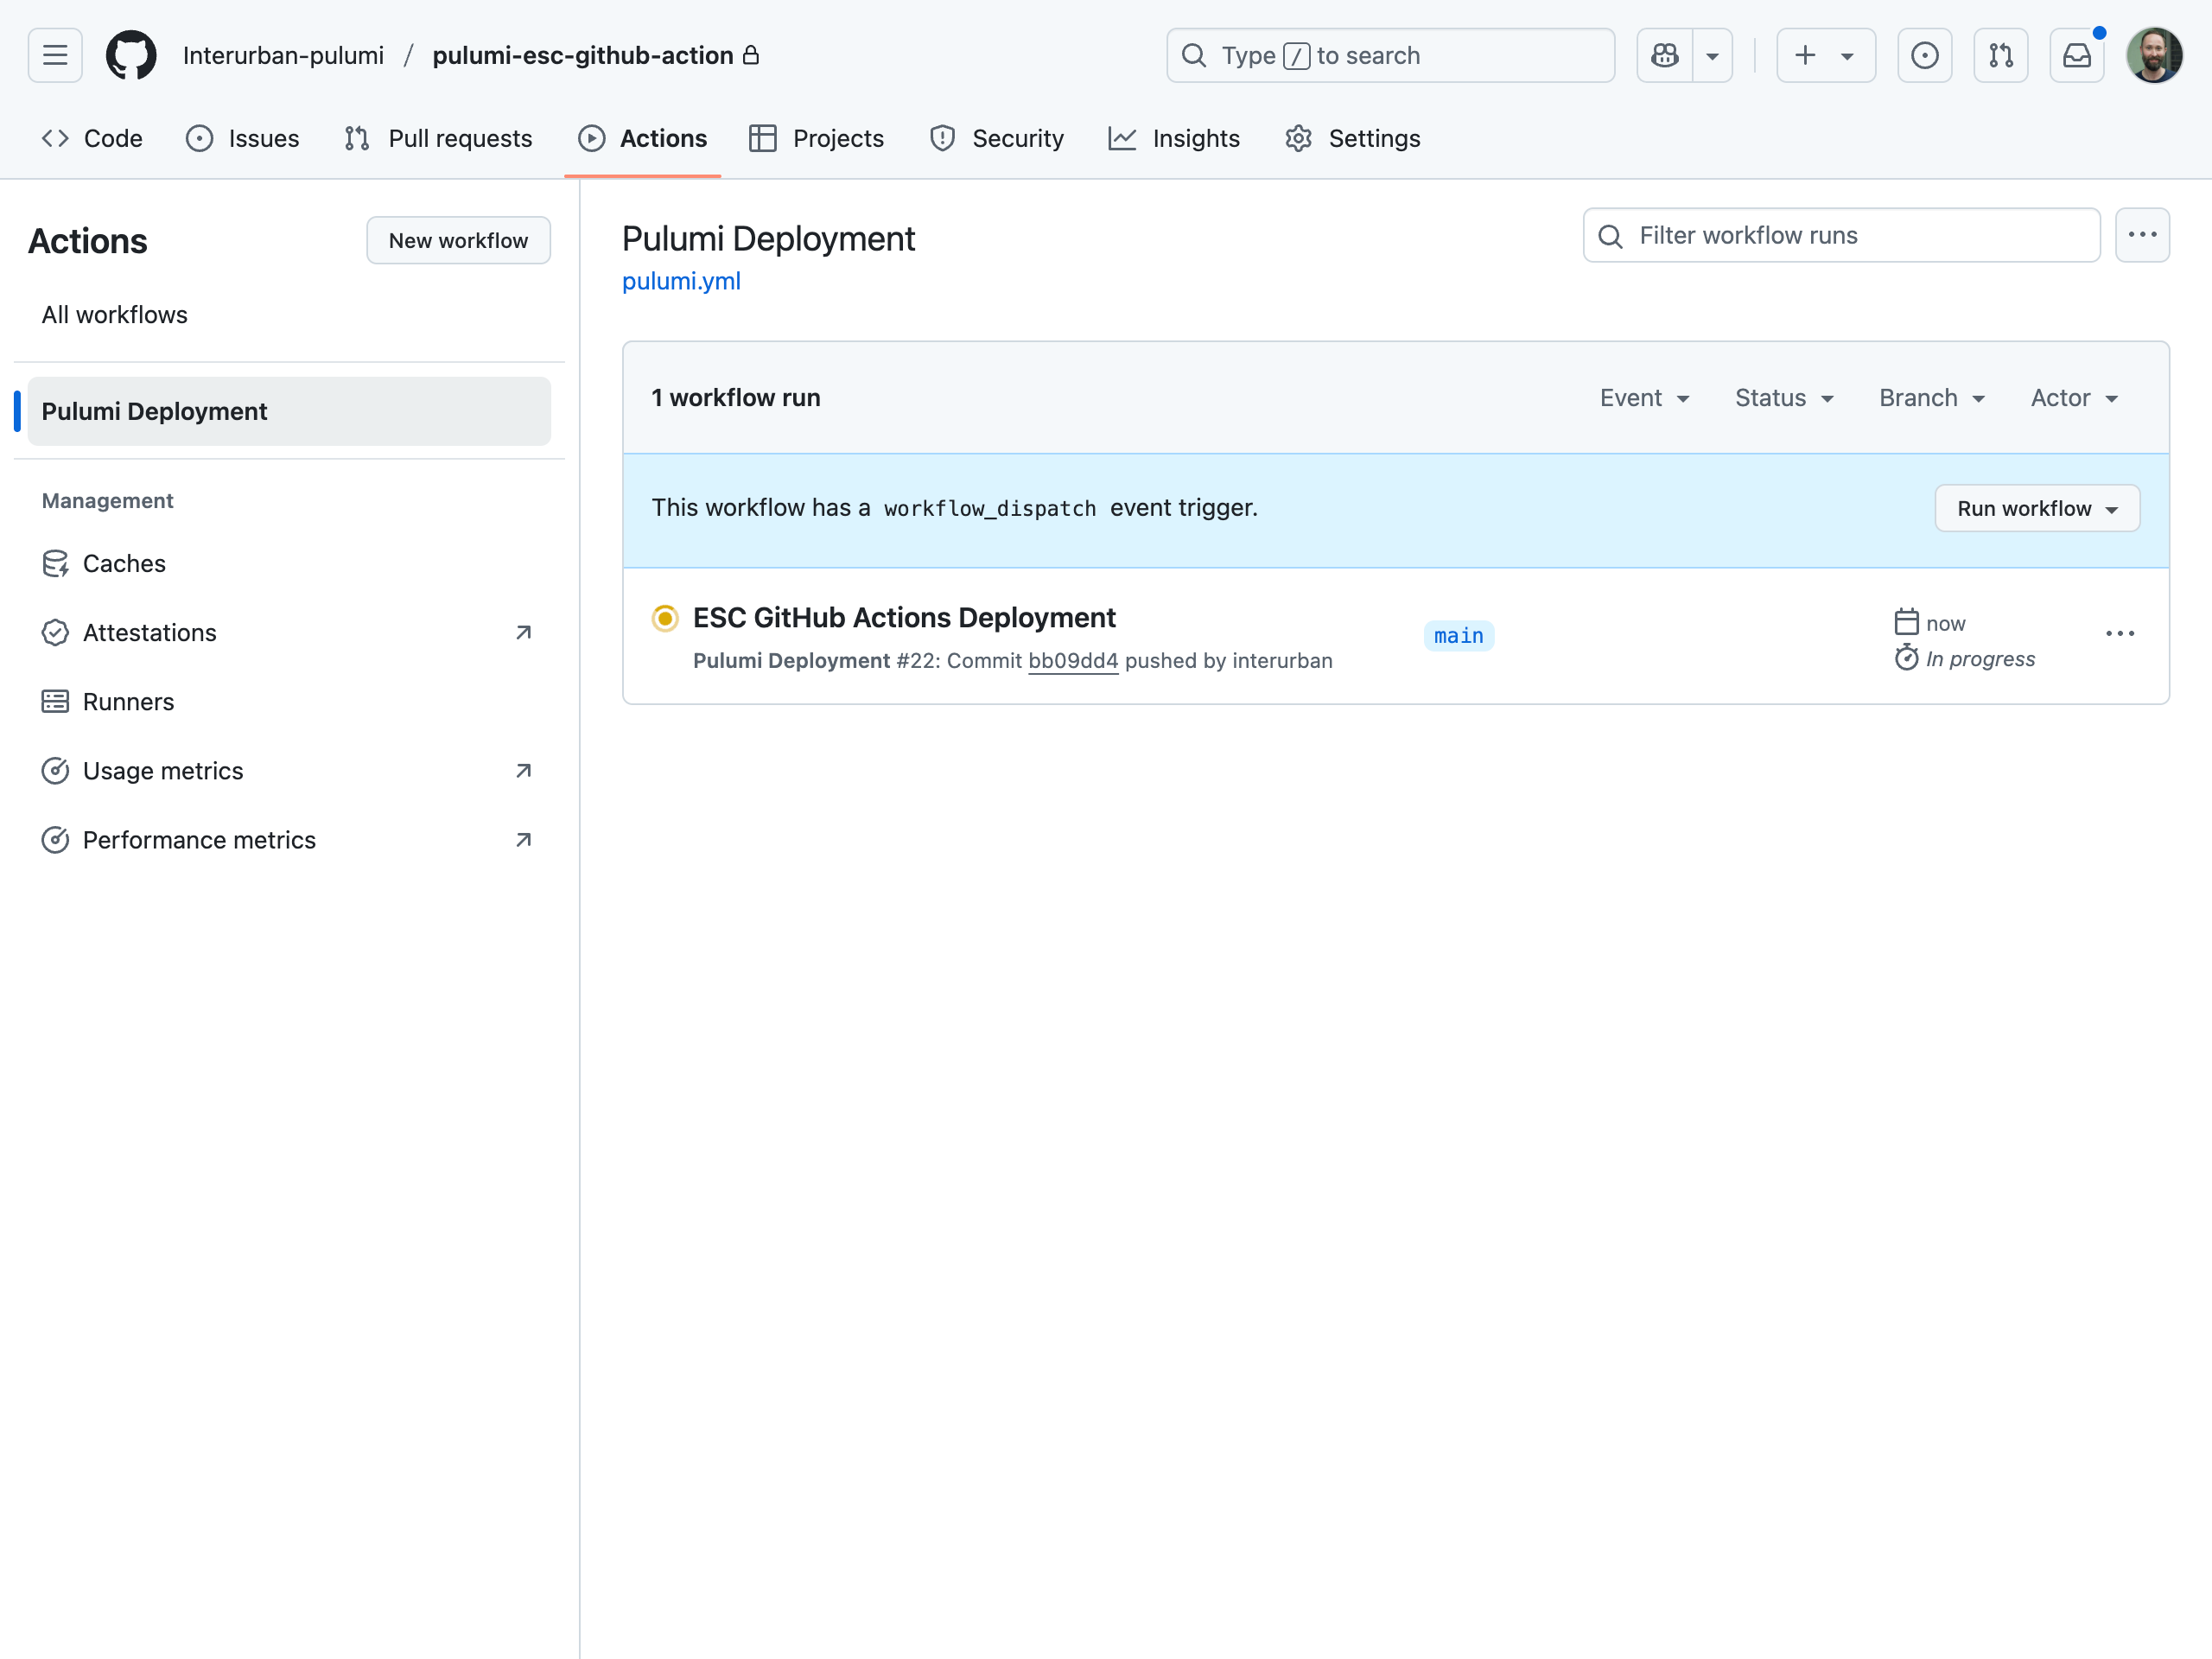 Interurban-pulumi / pulumi-esc-github-action
Type / to search
Code Issues Pull requests Actions Projects Security Insights Settings
Actions
New workflow
All workflows
Pulumi Deployment
Management
Caches
Attestations
Runners
Usage metrics
Performance metrics
Pulumi Deployment
pulumi.yml
Filter workflow runs
1 workflow run
Event Status Branch Actor
This workflow has a workflow_dispatch event trigger.
Run workflow
ESC GitHub Actions Deployment
Pulumi Deployment #22: Commit bb09dd4 pushed by interurban
main
now
In progress